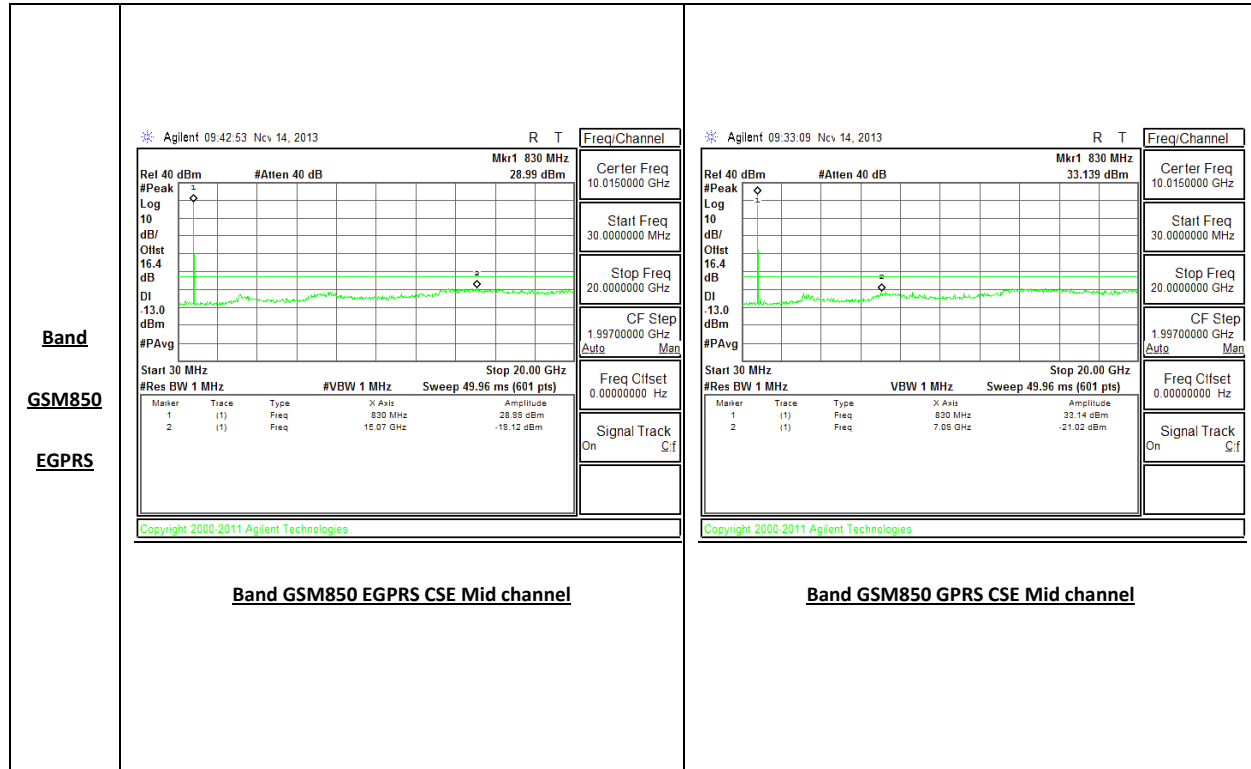 Band
GSM850
EGPRS
Agilent 09:42:53 Nov 14, 2013 R T
Mkr1 830 MHz
Ref 40 dBm #Atten 40 dB 28.99 dBm
#Peak
Log
10
dB/
Offst
16.4
dB
DI
-13.0
dBm
#PAvg
1
2
Start 30 MHz Stop 20.00 GHz
#Res BW 1 MHz #VBW 1 MHz Sweep 49.96 ms (601 pts)
Marker Trace Type X Axis Amplitude
1 (1) Freq 830 MHz 28.99 dBm
2 (1) Freq 15.07 GHz -19.12 dBm
Copyright 2000-2011 Agilent Technologies
Freq/Channel
Center Freq
10.0150000 GHz
Start Freq
30.0000000 MHz
Stop Freq
20.0000000 GHz
CF Step
1.99700000 GHz
Auto Man
Freq Offset
0.00000000 Hz
Signal Track
On Off
Band GSM850 EGPRS CSE Mid channel
Agilent 09:33:09 Nov 14, 2013 R T
Mkr1 830 MHz
Ref 40 dBm #Atten 40 dB 33.139 dBm
#Peak
Log
10
dB/
Offst
16.4
dB
DI
-13.0
dBm
#PAvg
1
2
Start 30 MHz Stop 20.00 GHz
#Res BW 1 MHz VBW 1 MHz Sweep 49.96 ms (601 pts)
Marker Trace Type X Axis Amplitude
1 (1) Freq 830 MHz 33.14 dBm
2 (1) Freq 7.09 GHz -21.02 dBm
Copyright 2000-2011 Agilent Technologies
Freq/Channel
Center Freq
10.0150000 GHz
Start Freq
30.0000000 MHz
Stop Freq
20.0000000 GHz
CF Step
1.99700000 GHz
Auto Man
Freq Offset
0.00000000 Hz
Signal Track
On Off
Band GSM850 GPRS CSE Mid channel